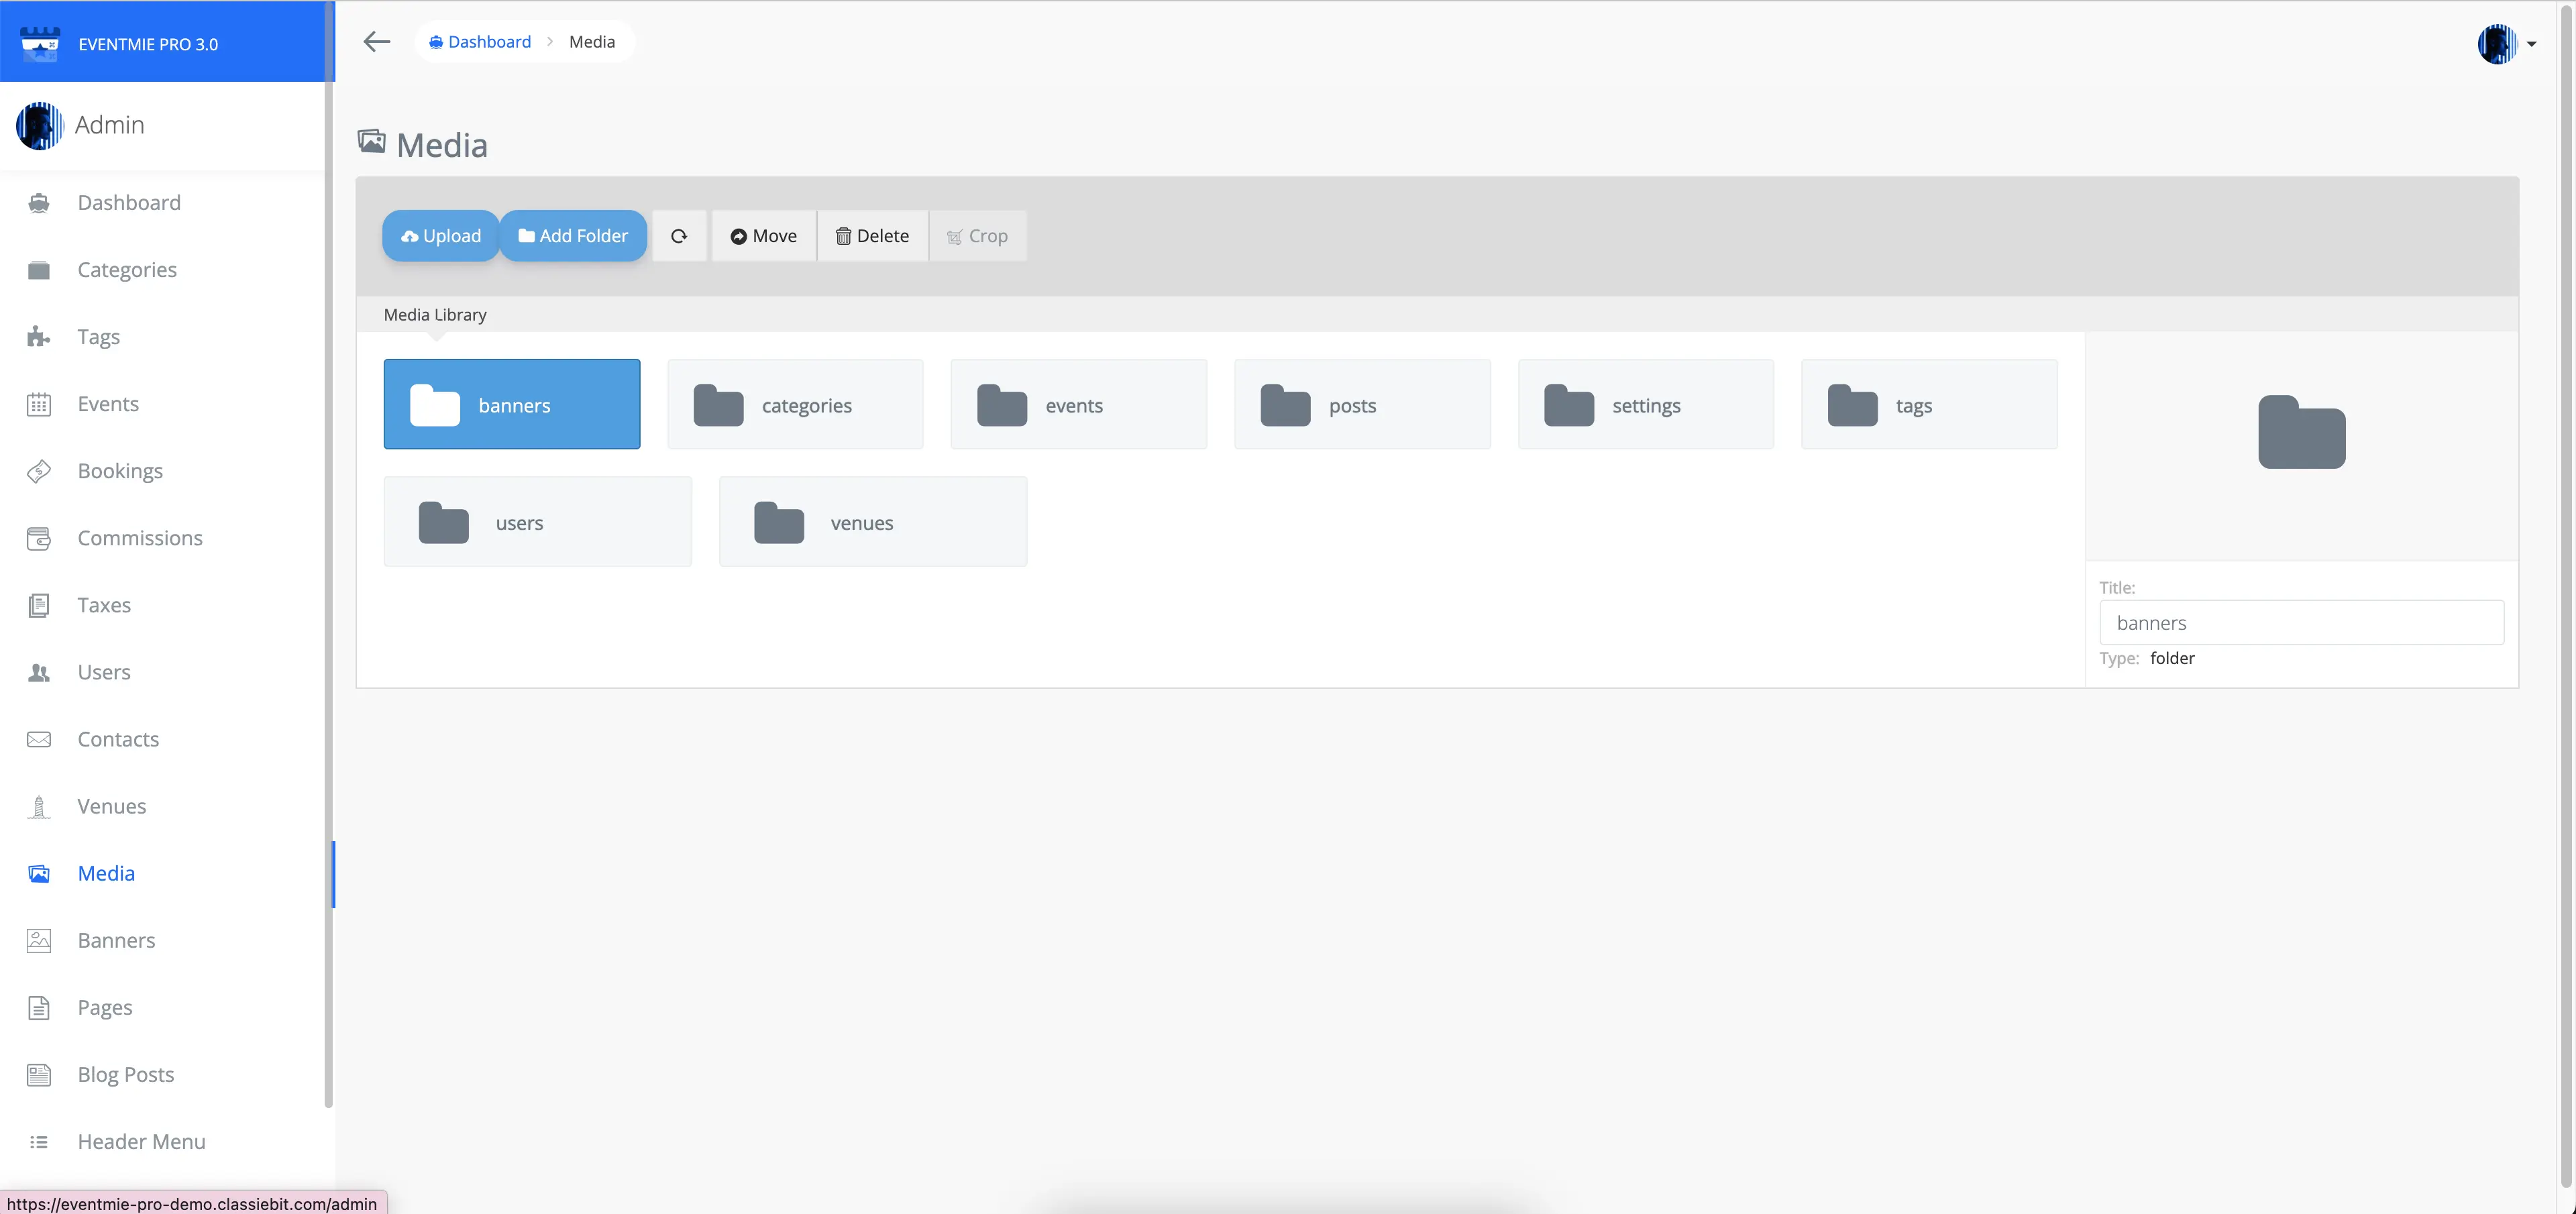 EVENTMIE PRO 3.0
Dashboard
Media
Admin
Dashboard
Categories
Tags
Events
Bookings
Commissions
Taxes
Users
Contacts
Venues
Media
Banners
Pages
Blog Posts
Header Menu
https://eventmie-pro-demo.classiebit.com/admin
Media
Upload
Add Folder
Move
Delete
Crop
Media Library
banners
categories
events
posts
settings
tags
users
venues
Title:
banners
Type: folder